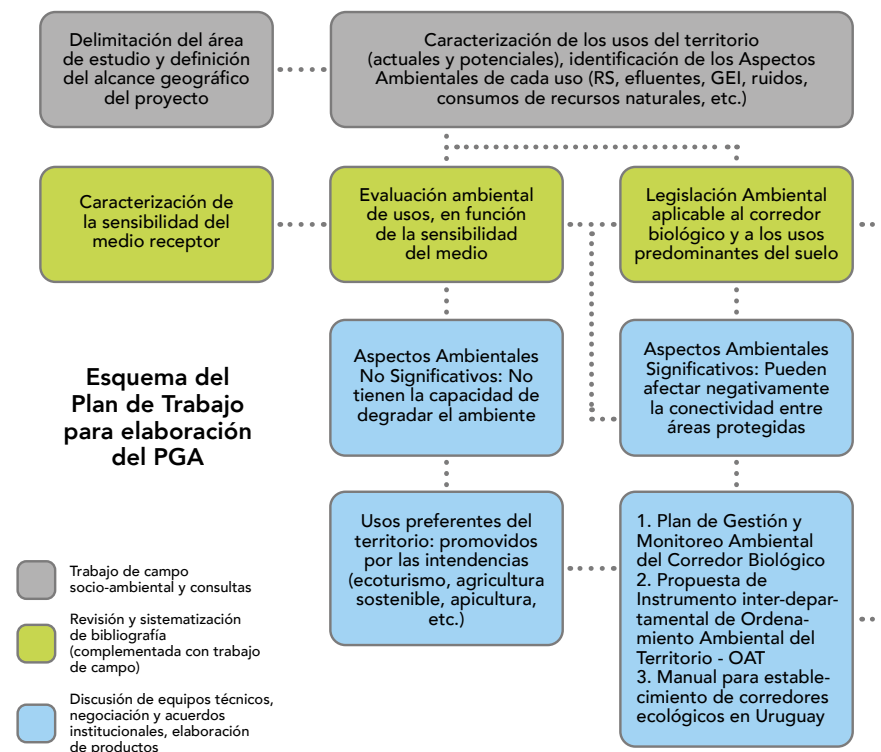 Delimitación del área
de estudio y definición
del alcance geográfico
del proyecto
Caracterización de los usos del territorio
(actuales y potenciales), identificación de los Aspectos
Ambientales de cada uso (RS, efluentes, GEI, ruidos,
consumos de recursos naturales, etc.)
Caracterización de
la sensibilidad del
medio receptor
Evaluación ambiental
de usos, en función
de la sensibilidad
del medio
Legislación Ambiental
aplicable al corredor
biológico y a los usos
predominantes del suelo
Esquema del
Plan de Trabajo
para elaboración
del PGA
Aspectos Ambientales
No Significativos: No
tienen la capacidad de
degradar el ambiente
Aspectos Ambientales
Significativos: Pueden
afectar negativamente
la conectividad entre
áreas protegidas
Usos preferentes del
territorio: promovidos
por las intendencias
(ecoturismo, agricultura
sostenible, apicultura,
etc.)
1. Plan de Gestión y
Monitoreo Ambiental
del Corredor Biológico
2. Propuesta de
Instrumento inter-depar-
tamental de Ordena-
miento Ambiental del
Territorio - OAT
3. Manual para estable-
cimiento de corredores
ecológicos en Uruguay
Trabajo de campo
socio-ambiental y consultas
Revisión y sistematización
de bibliografía
(complementada con trabajo
de campo)
Discusión de equipos técnicos,
negociación y acuerdos
institucionales, elaboración
de productos